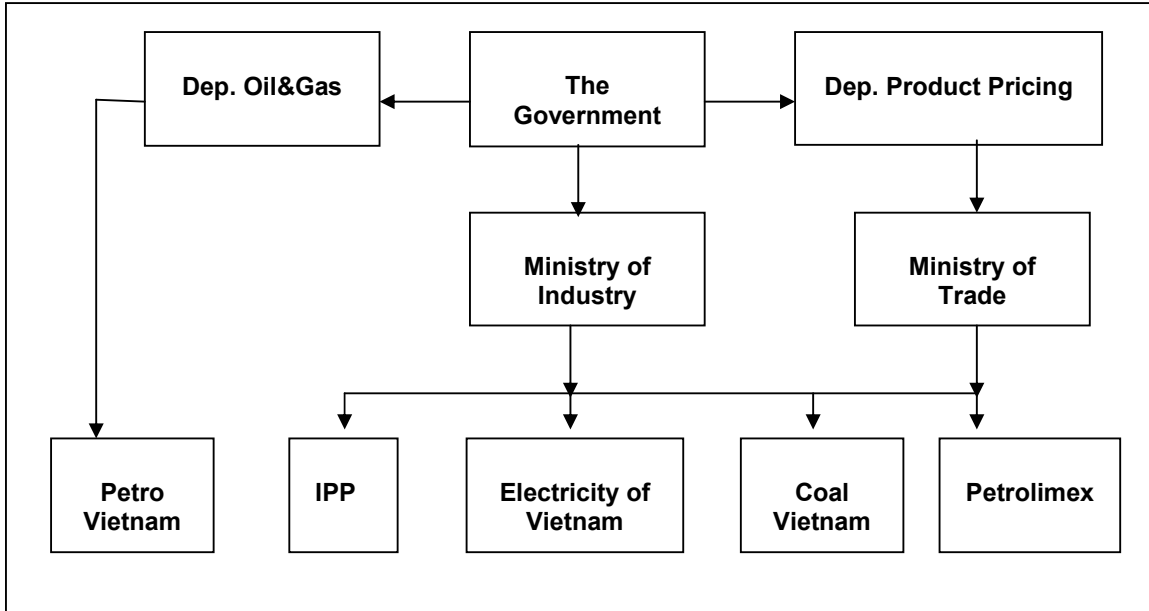 Dep. Oil&Gas
The
Government
Dep. Product Pricing
Ministry of
Industry
Ministry of
Trade
Petro
Vietnam
IPP
Electricity of
Vietnam
Coal
Vietnam
Petrolimex